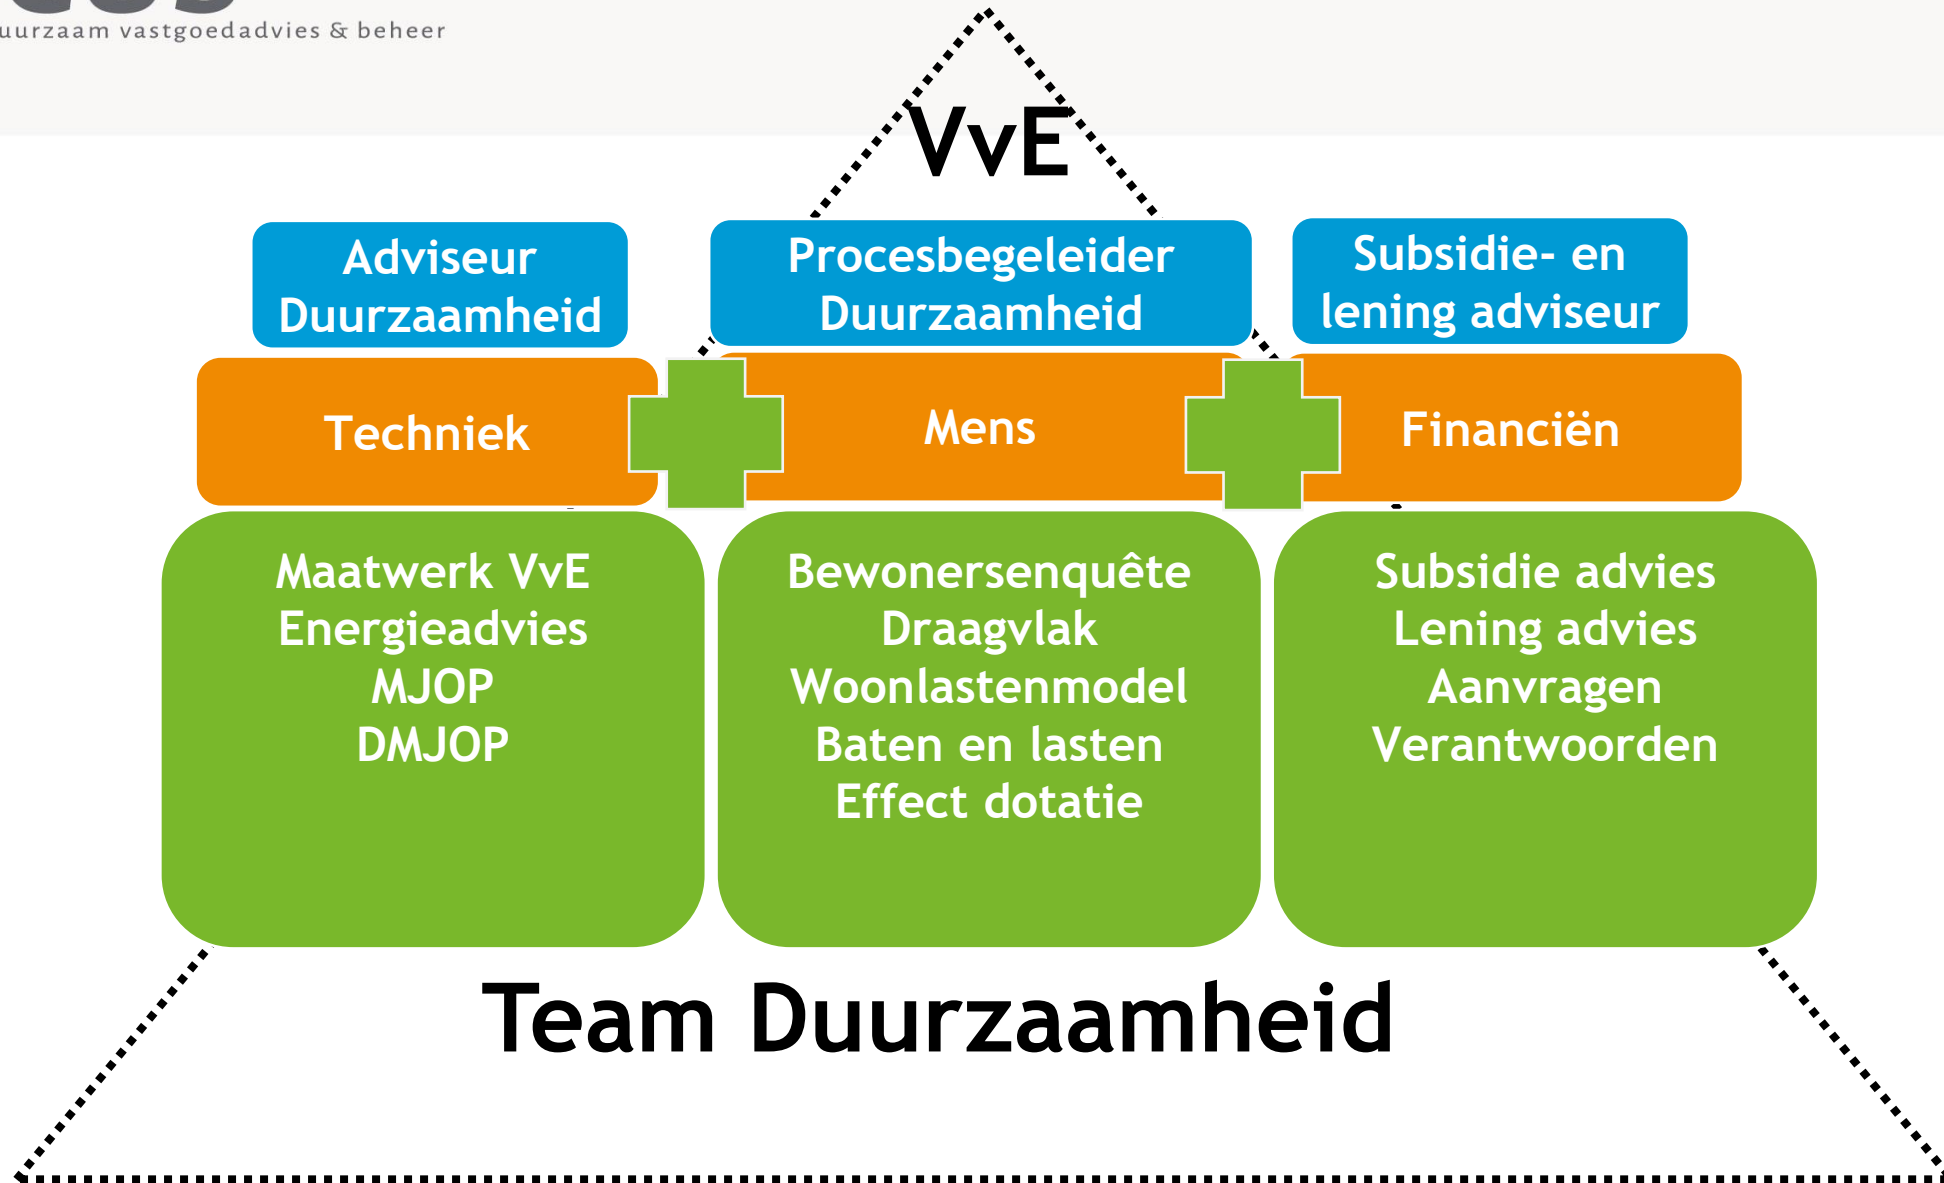 vastgoedadvies & beheer
VvE
Adviseur
Duurzaamheid
Procesbegeleider
Duurzaamheid
Subsidie- en
lening adviseur
Techniek
Mens
Financiën
Maatwerk VvE
Energieadvies
MJOP
DMJOP
Bewonersenquête
Draagvlak
Woonlastenmodel
Baten en lasten
Effect dotatie
Subsidie advies
Lening advies
Aanvragen
Verantwoorden
Team Duurzaamheid